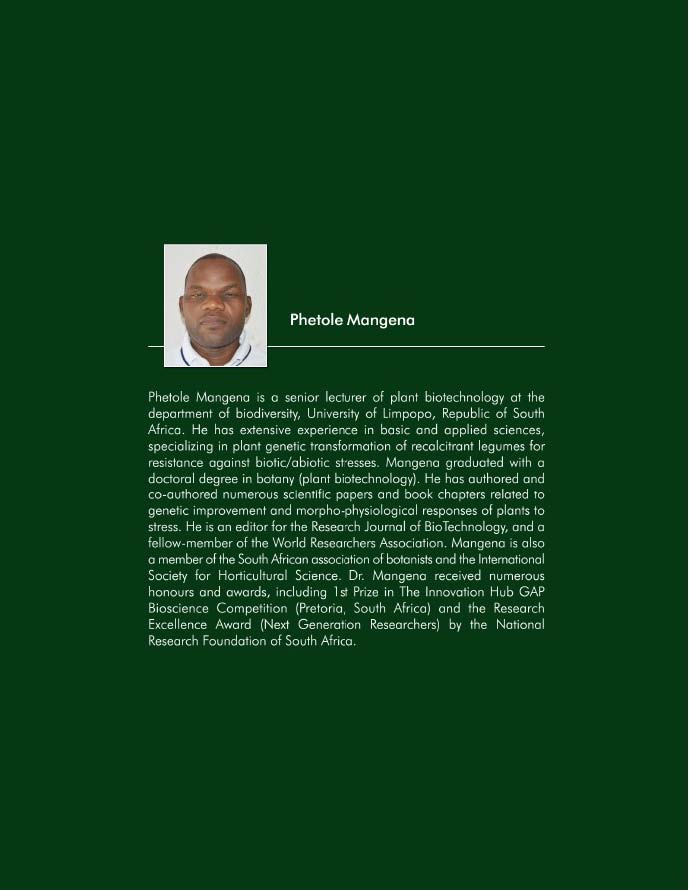 Phetole Mangena
Phetole Mangena is a senior lecturer of plant biotechnology at the
department of biodiversity, University of Limpopo, Republic of South
Africa. He has extensive experience in basic and applied sciences,
specializing in plant genetic transformation of recalcitrant legumes for
resistance against biotic/abiotic stresses. Mangena graduated with a
doctoral degree in botany (plant biotechnology). He has authored and
co-authored numerous scientific papers and book chapters related to
genetic improvement and morpho-physiological responses of plants to
stress. He is an editor for the Research Journal of BioTechnology, and a
fellow-member of the World Researchers Association. Mangena is also
a member of the South African association of botanists and the International
Society for Horticultural Science. Dr. Mangena received numerous
honours and awards, including 1st Prize in The Innovation Hub GAP
Bioscience Competition (Pretoria, South Africa) and the Research
Excellence Award (Next Generation Researchers) by the National
Research Foundation of South Africa.